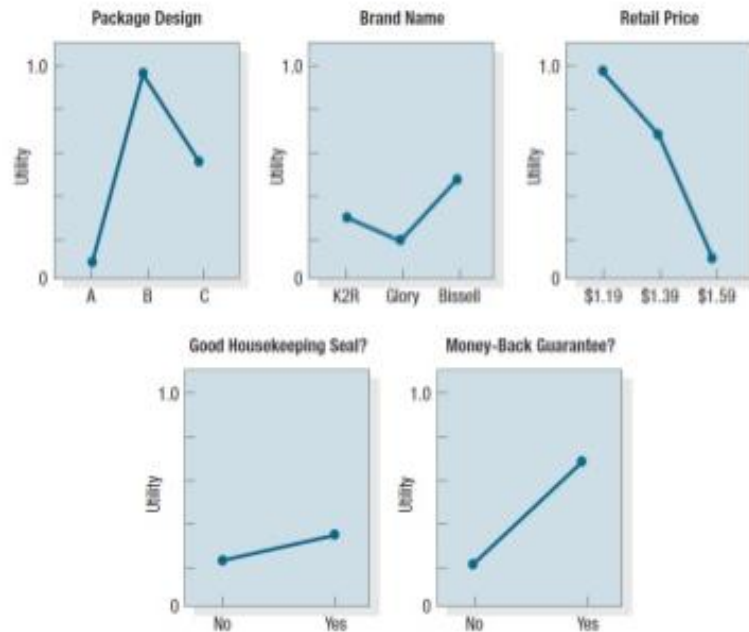 Package Design
1.0
Utility
0
A B C
Brand Name
1.0
Utility
0
K2R Glory Bissell
Retail Price
1.0
Utility
0
$1.19 $1.39 $1.59
Good Housekeeping Seal?
1.0
Utility
0
No Yes
Money-Back Guarantee?
1.0
Utility
0
No Yes